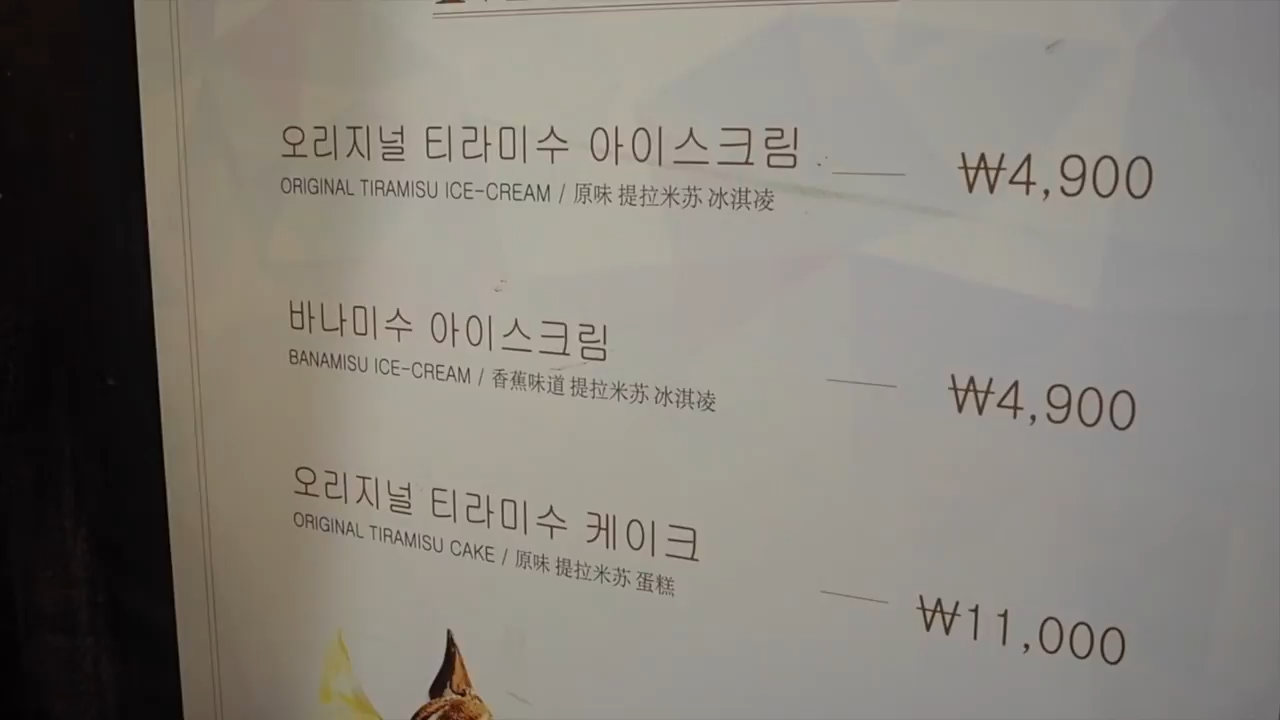 오리지널 티라미수 아이스크림 ₩4,900
ORIGINAL TIRAMISU ICE-CREAM / 原味 提拉米苏 冰淇凌
바나미수 아이스크림
BANAMISU ICE-CREAM / 香蕉味道 提拉米苏 冰淇凌 ₩4,900
오리지널 티라미수 케이크
ORIGINAL TIRAMISU CAKE / 原味 提拉米苏 蛋糕 ₩11,000